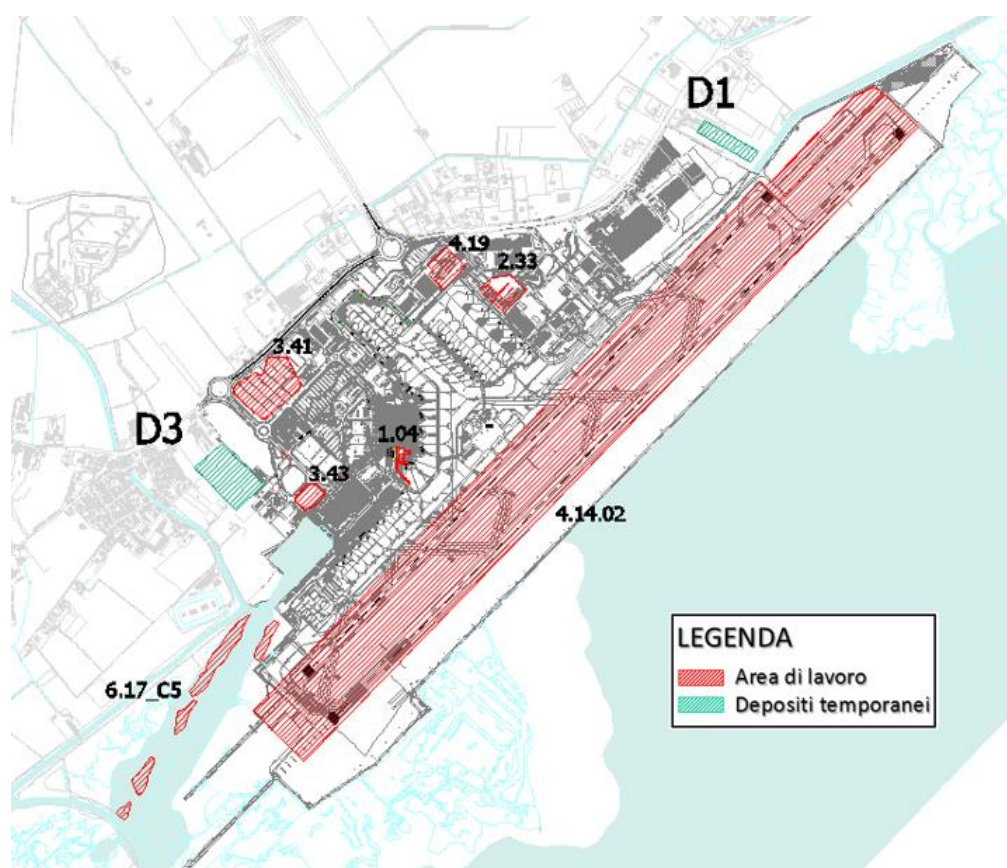 D1
4.19
2.33
3.41
D3
1.04
3.43
4.14.02
LEGENDA
Area di lavoro
Depositi temporanei
6.17_C5